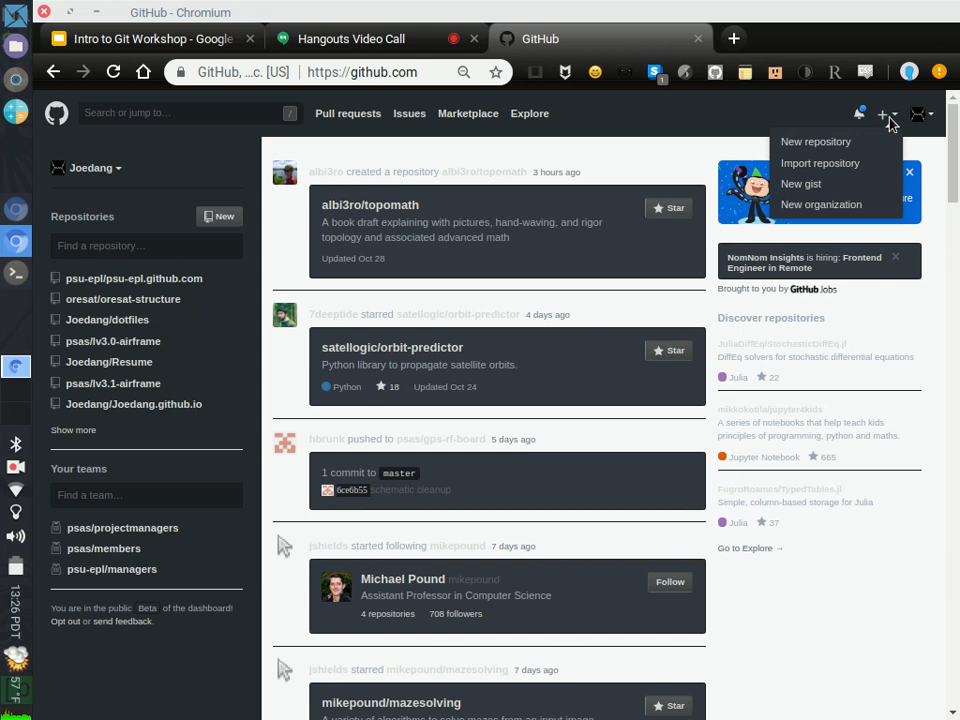 GitHub - Chromium
Intro to Git Workshop - Google
Hangouts Video Call
GitHub
GitHub, ...c. [US]
https://github.com
1
R
Search or jump to...
/
Pull requests
Issues
Marketplace
Explore
New repository
Import repository
New gist
New organization
Joedang
Repositories
New
Find a repository...
psu-epl/psu-epl.github.com
oresat/oresat-structure
Joedang/dotfiles
psas/lv3.0-airframe
Joedang/Resume
psas/lv3.1-airframe
Joedang/Joedang.github.io
Show more
Your teams
Find a team...
psas/projectmanagers
psas/members
psu-epl/managers
You are in the public Beta of the dashboard!
Opt out or send feedback.
albi3ro created a repository albi3ro/topomath 3 hours ago
albi3ro/topomath
Star
A book draft explaining with pictures, hand-waving, and rigor
topology and associated advanced math
Updated Oct 28
7deeptide starred satellogic/orbit-predictor 4 days ago
satellogic/orbit-predictor
Star
Python library to propagate satellite orbits.
Python 18 Updated Oct 24
hbrunk pushed to psas/gps-rf-board 5 days ago
1 commit to master
6ce6b55 schematic cleanup
jshields started following mikepound 7 days ago
Michael Pound mikepound
Follow
Assistant Professor in Computer Science
4 repositories 708 followers
jshields starred mikepound/mazesolving 7 days ago
mikepound/mazesolving
Star
A variety of algorithms to solve mazes from an input image.
NomNom Insights is hiring: Frontend
Engineer in Remote
Brought to you by GitHub Jobs
Discover repositories
JuliaDiffEq/StochasticDiffEq.jl
DiffEq solvers for stochastic differential equations
Julia 22
mikkokotila/jupyter4kids
A series of notebooks that help teach kids
principles of programming, python and maths.
Jupyter Notebook 665
FugroRoames/TypedTables.jl
Simple, column-based storage for Julia
Julia 37
Go to Explore →
13:26 PDT
57 °F